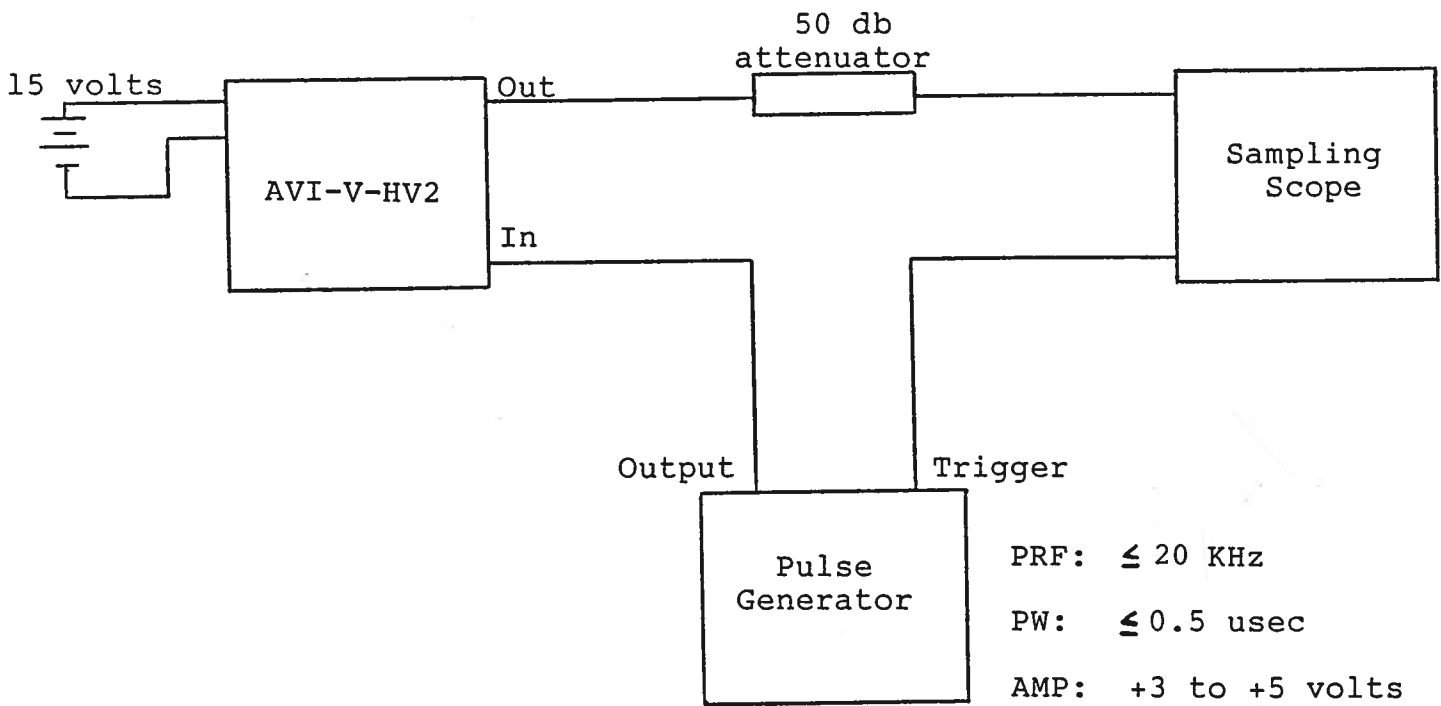 50 db
attenuator
15 volts
Out
AVI-V-HV2
In
Sampling
Scope
Output
Trigger
Pulse
Generator
PRF: ≤ 20 KHz
PW: ≤ 0.5 usec
AMP: +3 to +5 volts